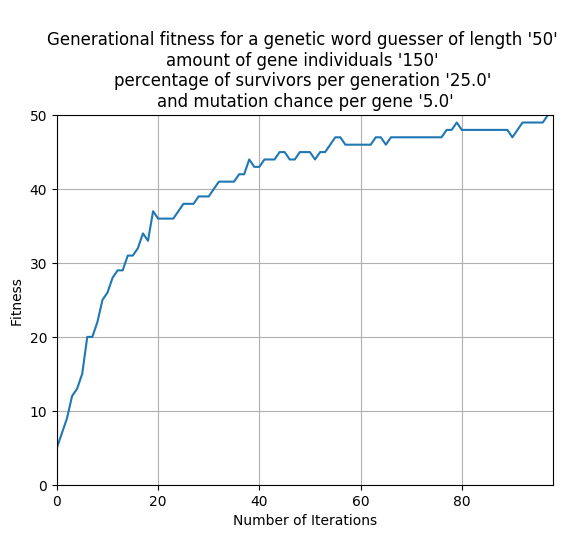 Generational fitness for a genetic word guesser of length '50'
amount of gene individuals '150'
percentage of survivors per generation '25.0'
and mutation chance per gene '5.0'
50
40
30
20
10
0
Fitness
0 20 40 60 80
Number of Iterations